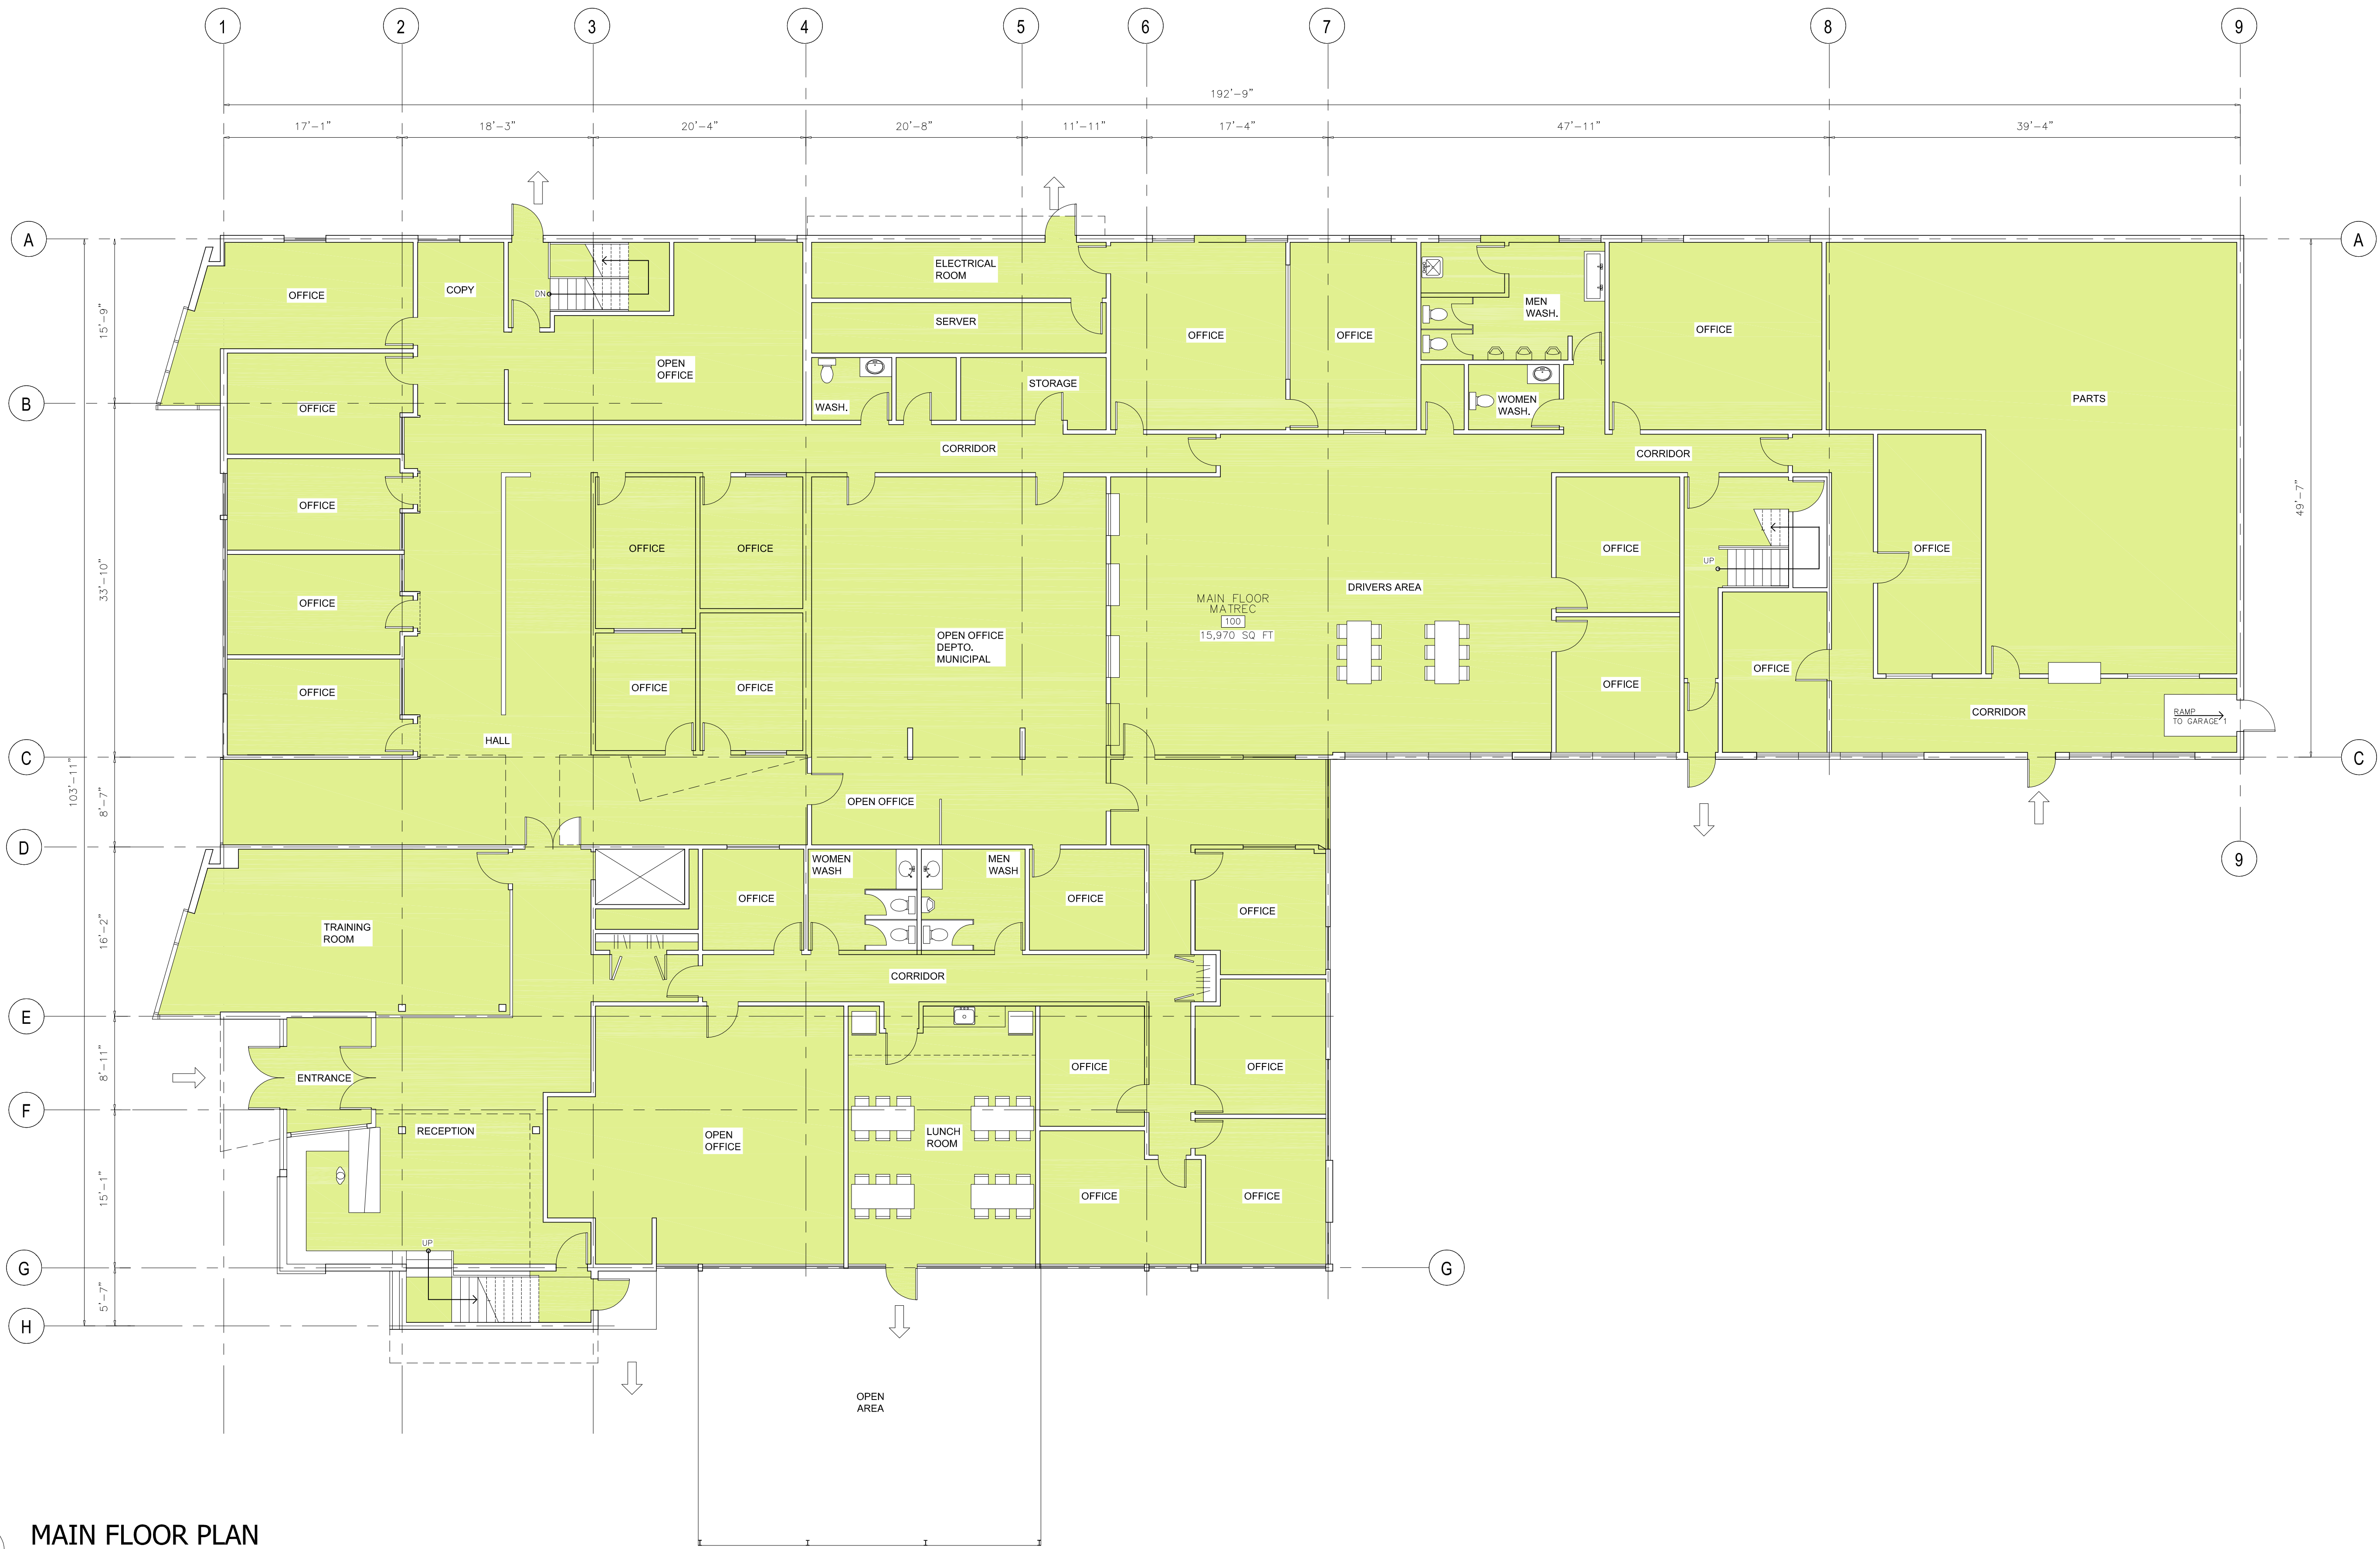 1 2 3 4 5 6 7 8 9
192'-9"
17'-1" 18'-3" 20'-4" 20'-8" 11'-11" 17'-4" 47'-11" 39'-4"
A A
ELECTRICAL
ROOM
COPY
OFFICE
DN
15'-9"
MEN
WASH.
SERVER
OFFICE
OFFICE
OFFICE
OPEN
OFFICE
STORAGE
B
OFFICE
WASH.
WOMEN
WASH.
PARTS
CORRIDOR
CORRIDOR
49'-7"
OFFICE
OFFICE
OFFICE
OFFICE
OFFICE
UP
33'-10"
DRIVERS AREA
MAIN FLOOR
MATREC
100
15,970 SQ FT
OFFICE
OPEN OFFICE
DEPTO.
MUNICIPAL
OFFICE
OFFICE
OFFICE
OFFICE
OFFICE
OFFICE
CORRIDOR
RAMP
TO GARAGE 1
HALL
C C
103'-11"
8'-7"
OPEN OFFICE
D 9
WOMEN
WASH
MEN
WASH
OFFICE
OFFICE
OFFICE
16'-2"
TRAINING
ROOM
CORRIDOR
E
8'-11"
OFFICE
OFFICE
ENTRANCE
F
RECEPTION
OPEN
OFFICE
LUNCH
ROOM
15'-1"
OFFICE
OFFICE
UP
G G
5'-7"
H
OPEN
AREA
MAIN FLOOR PLAN